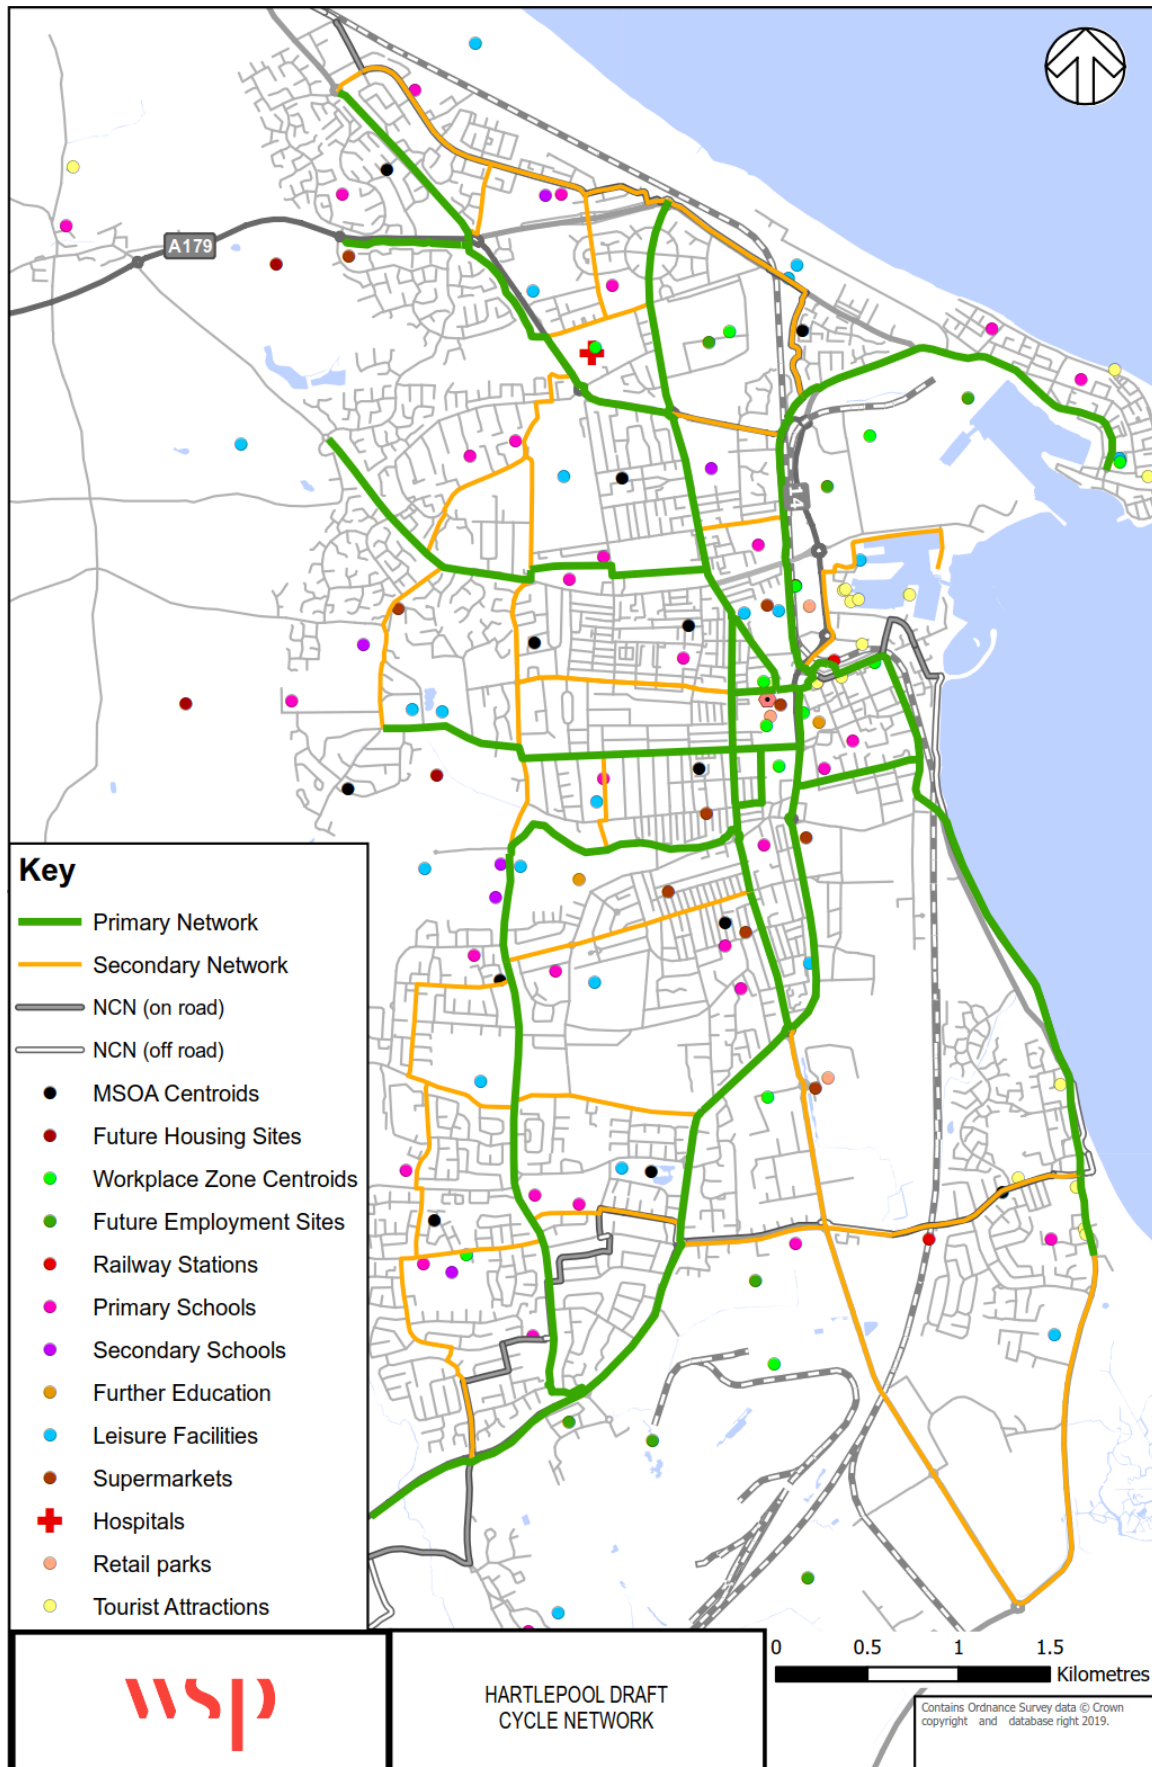 A179
14
Key
Primary Network
Secondary Network
NCN (on road)
NCN (off road)
MSOA Centroids
Future Housing Sites
Workplace Zone Centroids
Future Employment Sites
Railway Stations
Primary Schools
Secondary Schools
Further Education
Leisure Facilities
Supermarkets
Hospitals
Retail parks
Tourist Attractions
wsp
HARTLEPOOL DRAFT
CYCLE NETWORK
0 0.5 1 1.5
Kilometres
Contains Ordnance Survey data © Crown
copyright and database right 2019.